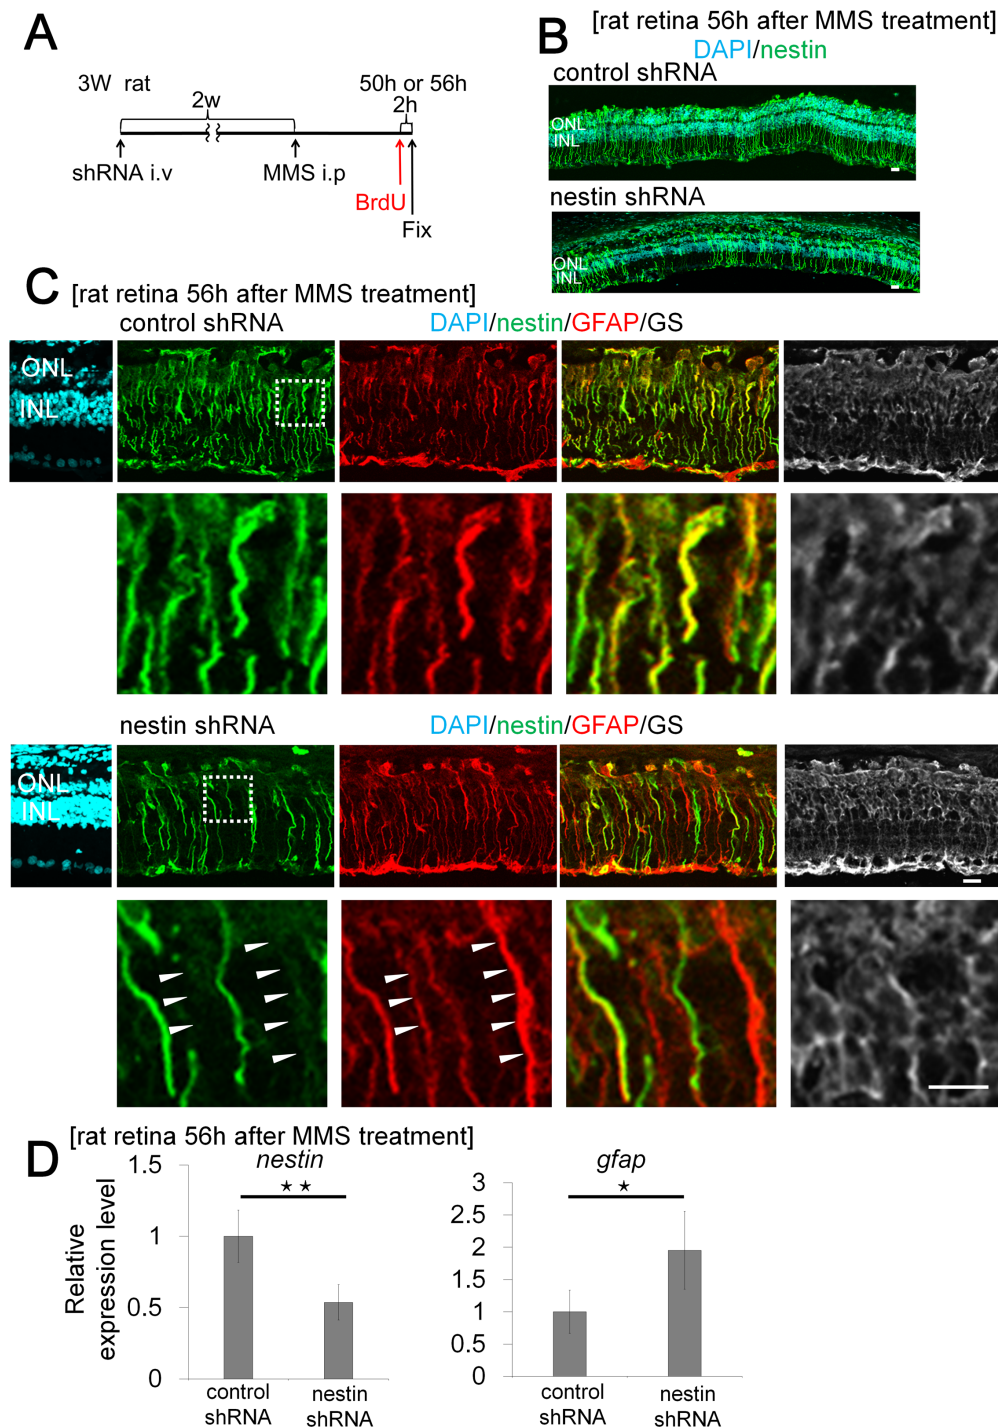 A
3W rat
50h or 56h
2w
2h
shRNA i.v
MMS i.p
BrdU
Fix
B
[rat retina 56h after MMS treatment]
DAPI/nestin
control shRNA
ONL
INL
nestin shRNA
ONL
INL
C
[rat retina 56h after MMS treatment]
control shRNA
DAPI/nestin/GFAP/GS
ONL
INL
nestin shRNA
DAPI/nestin/GFAP/GS
ONL
INL
D
[rat retina 56h after MMS treatment]
Relative
expression level
nestin
★★
1.5
1
0.5
0
control
shRNA
nestin
shRNA
gfap
★
3
2.5
2
1.5
1
0.5
0
control
shRNA
nestin
shRNA